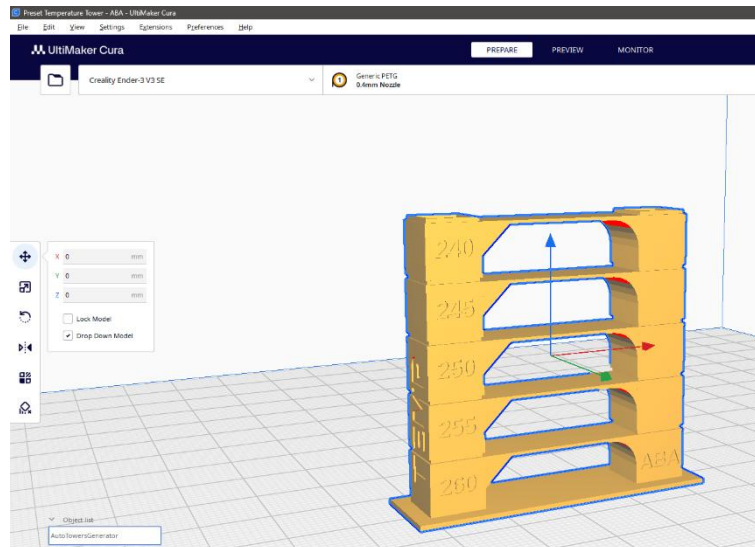 Preset Temperature Tower - ABA - UltiMaker Cura
File Edit View Settings Extensions Preferences Help
UltiMaker Cura PREPARE PREVIEW MONITOR
Creality Ender-3 V3 SE
1
Generic PETG
0.4mm Nozzle
X 0 mm
Y 0 mm
Z 0 mm
Lock Model
Drop Down Model
240
245
250
255
260 ABA
Object list
AutoTowersGenerator